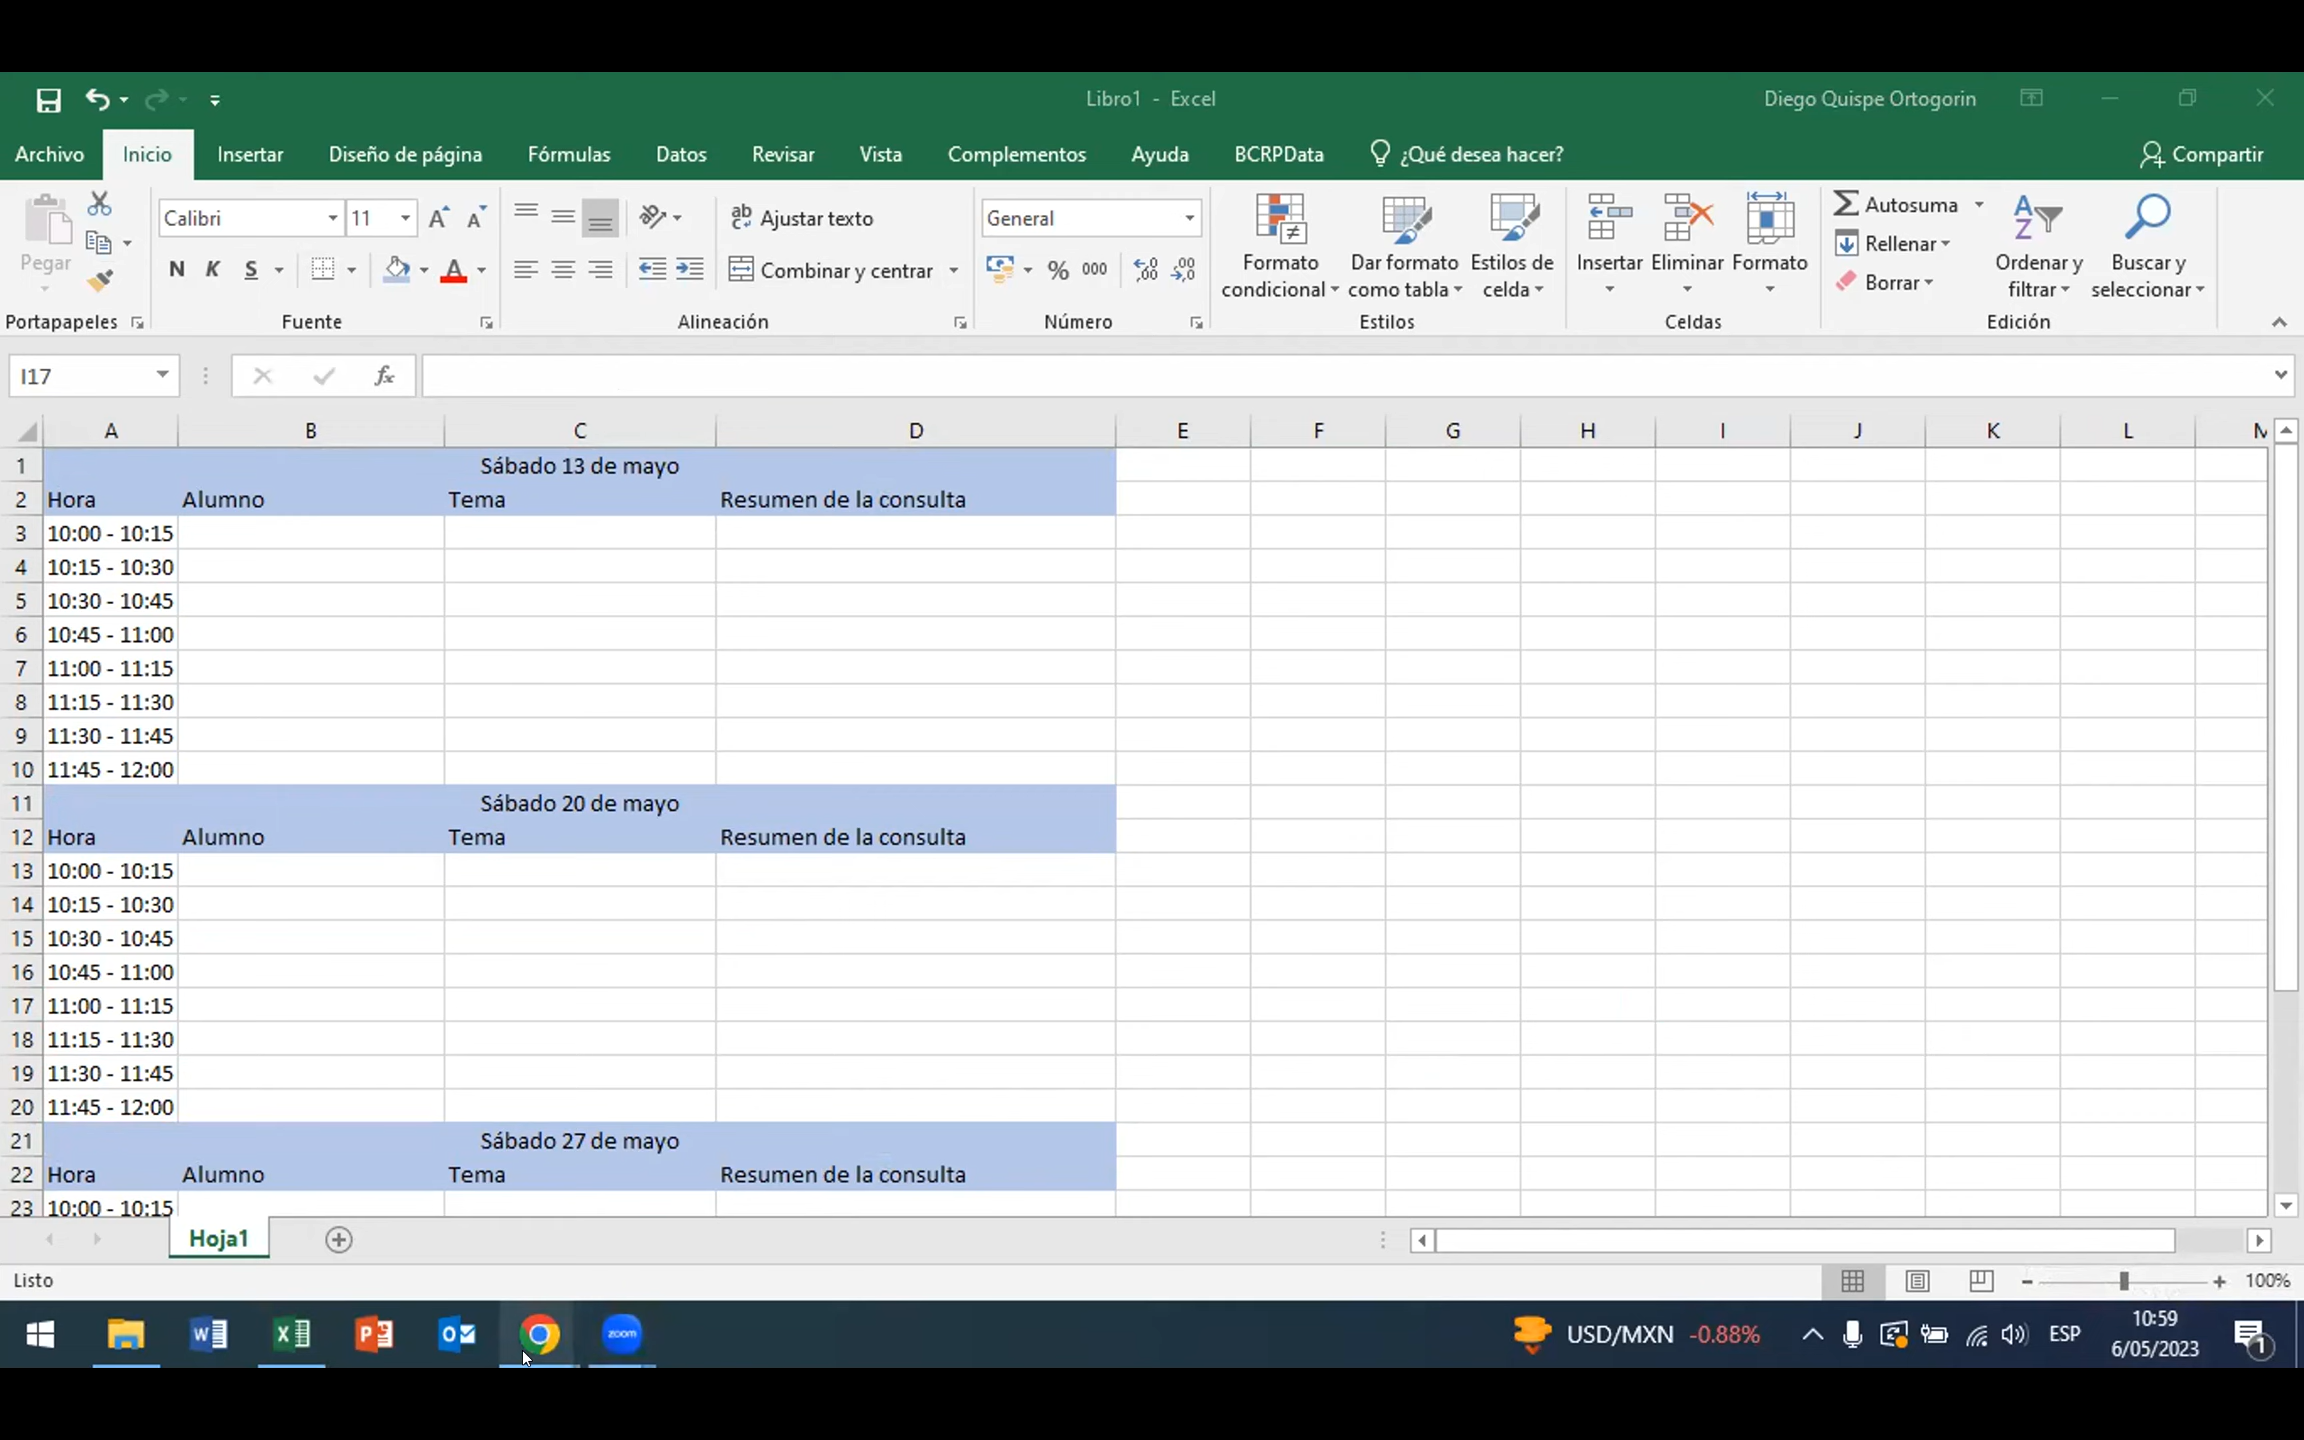 Libro1 - Excel
Diego Quispe Ortogorin
Archivo Inicio Insertar Diseño de página Fórmulas Datos Revisar Vista Complementos Ayuda BCRPData ¿Qué desea hacer? Compartir
Pegar
Calibri 11
Ajustar texto
General
Autosuma
N K S
Combinar y centrar
% 000
Formato condicional
Dar formato como tabla
Estilos de celda
Insertar Eliminar Formato
Rellenar
Borrar
Ordenar y filtrar
Buscar y seleccionar
Portapapeles Fuente Alineación Número Estilos Celdas Edición
I17 fx
A B C D E F G H I J K L
1 Sábado 13 de mayo
2 Hora Alumno Tema Resumen de la consulta
3 10:00 - 10:15
4 10:15 - 10:30
5 10:30 - 10:45
6 10:45 - 11:00
7 11:00 - 11:15
8 11:15 - 11:30
9 11:30 - 11:45
10 11:45 - 12:00
11 Sábado 20 de mayo
12 Hora Alumno Tema Resumen de la consulta
13 10:00 - 10:15
14 10:15 - 10:30
15 10:30 - 10:45
16 10:45 - 11:00
17 11:00 - 11:15
18 11:15 - 11:30
19 11:30 - 11:45
20 11:45 - 12:00
21 Sábado 27 de mayo
22 Hora Alumno Tema Resumen de la consulta
23 10:00 - 10:15
Hoja1
Listo
100%
zoom
USD/MXN -0.88%
ESP
10:59
6/05/2023
1